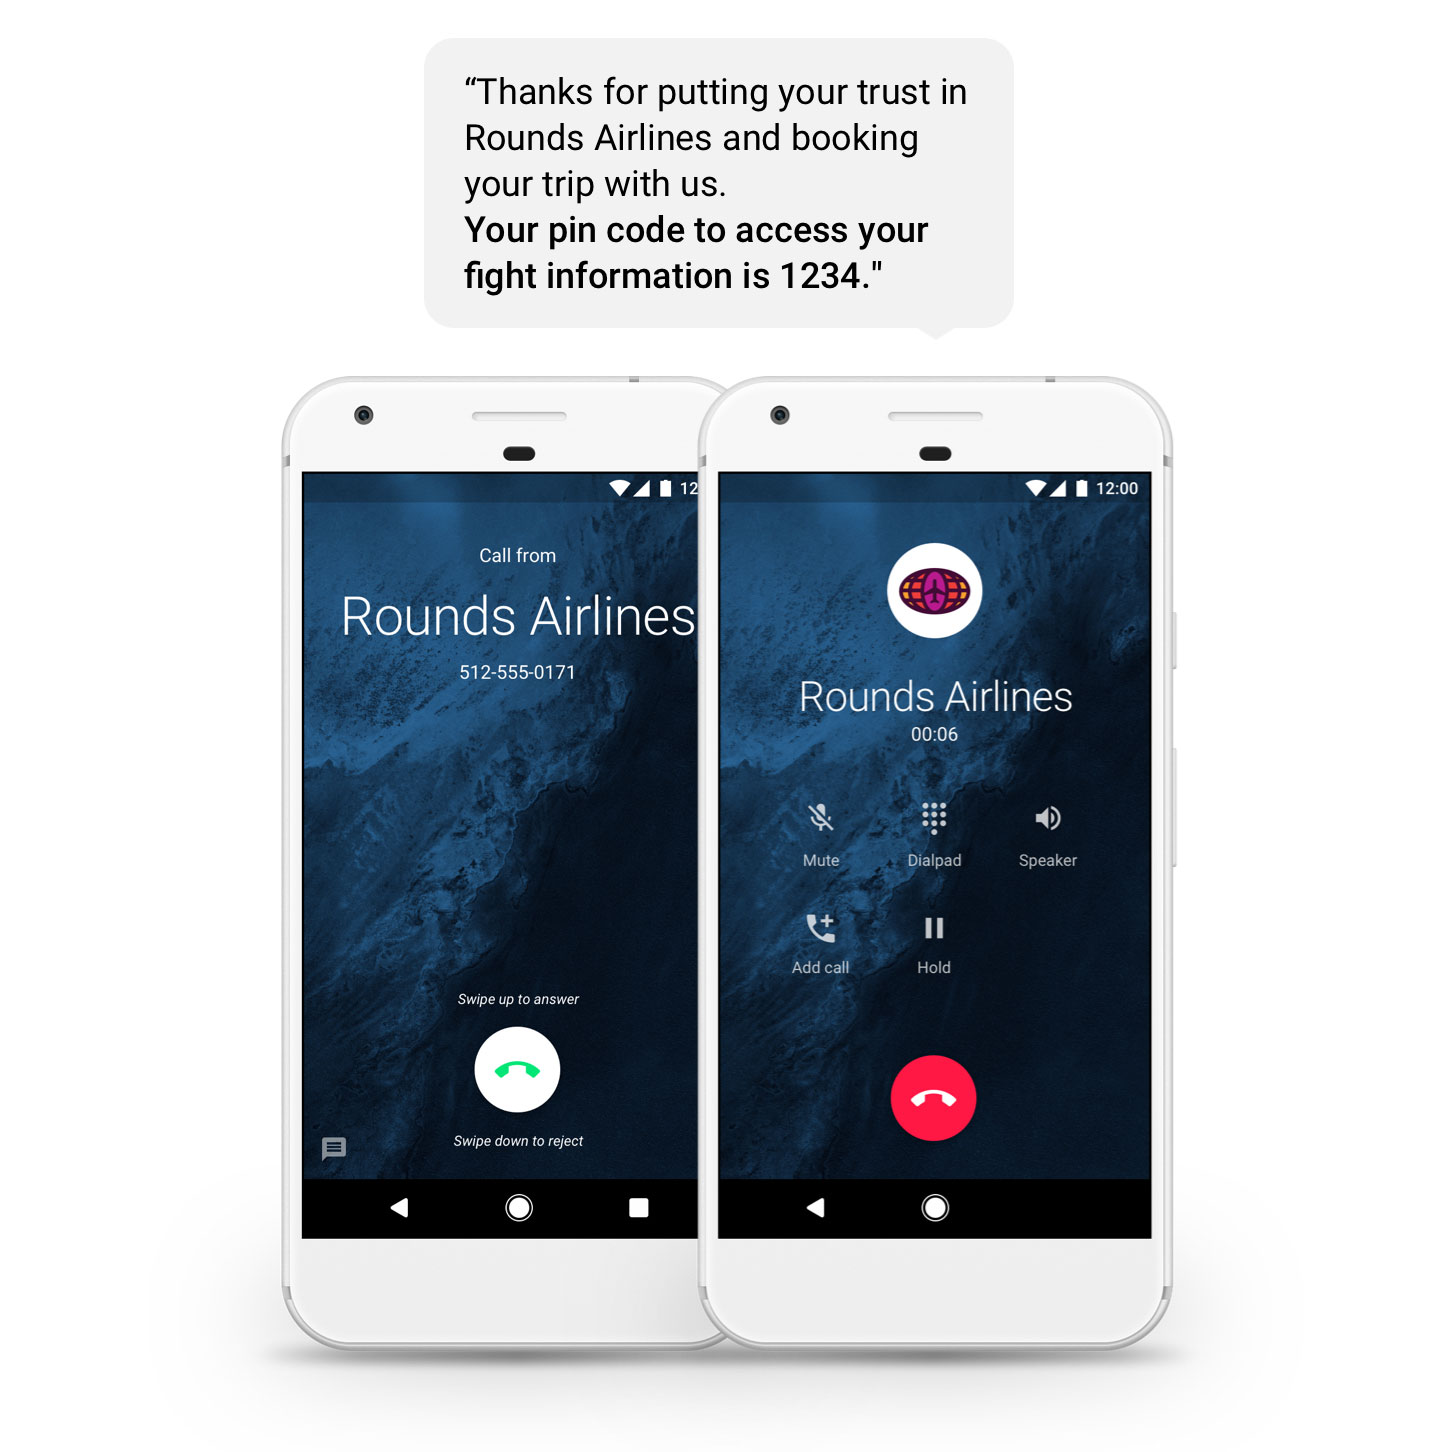 “Thanks for putting your trust in
Rounds Airlines and booking
your trip with us.
Your pin code to access your
fight information is 1234."
12
Call from
Rounds Airlines
512-555-0171
Swipe up to answer
Swipe down to reject
12:00
Rounds Airlines
00:06
Mute Dialpad Speaker
Add call Hold